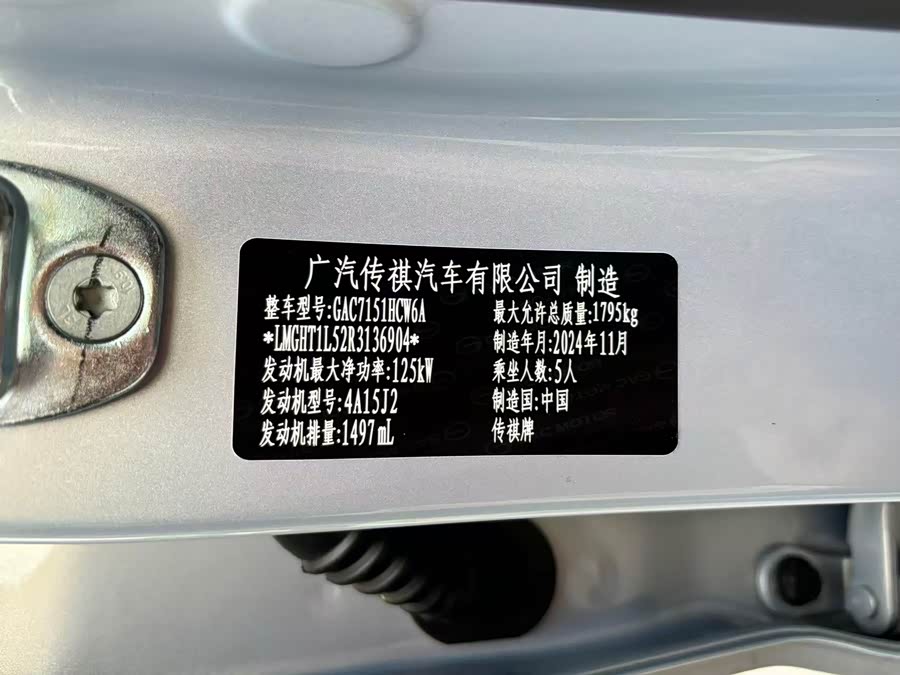 广汽传祺汽车有限公司 制造
整车型号:GAC7151HCW6A
*LMGHT1L52R3136904*
发动机最大净功率:125kW
发动机型号:4A15J2
发动机排量:1497mL
最大允许总质量:1795kg
制造年月:2024年11月
乘坐人数:5人
制造国:中国
传祺牌